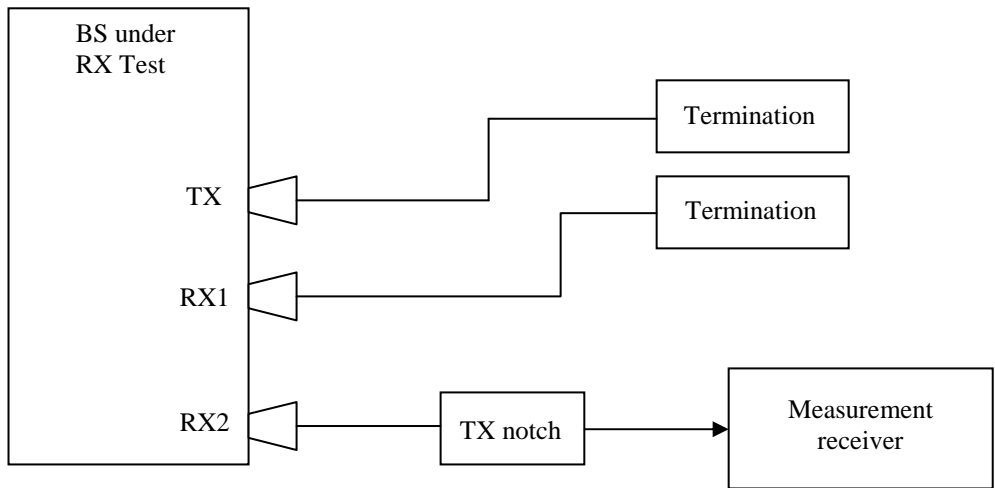 BS under
RX Test
Termination
TX
Termination
RX1
RX2
TX notch
Measurement
receiver